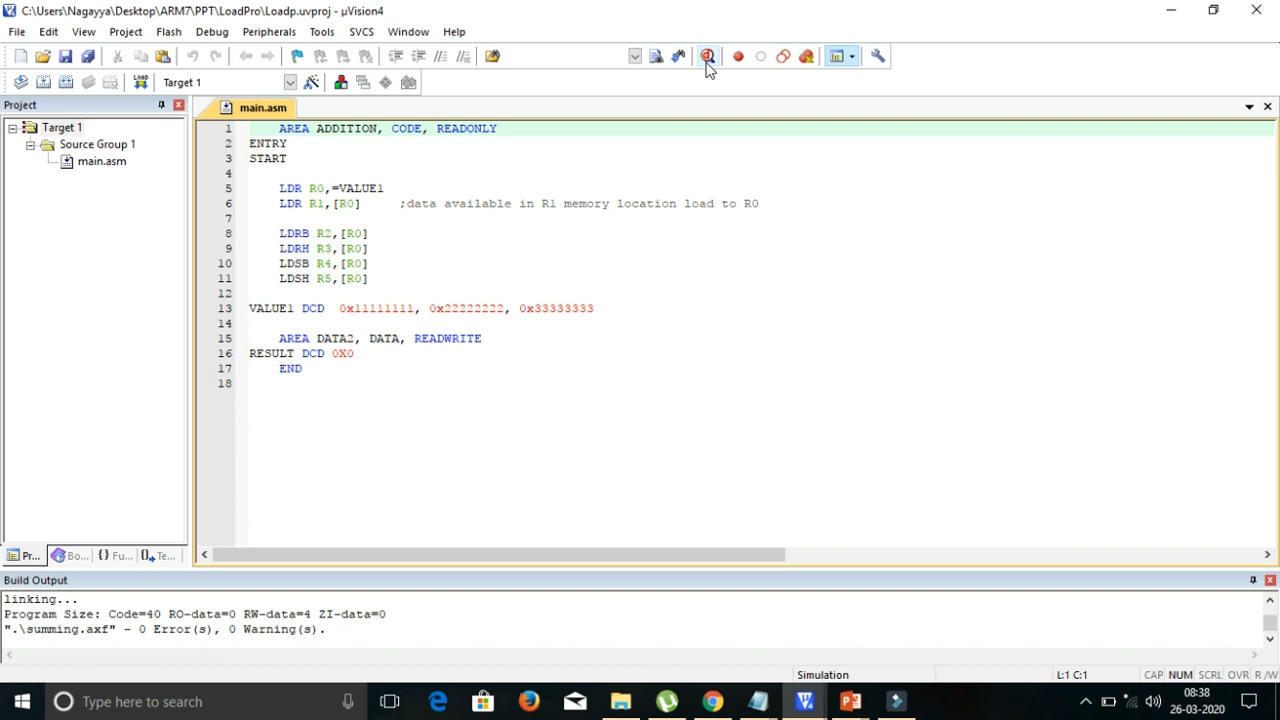 C:\Users\Nagayya\Desktop\ARM7\PPT\LoadPro\Loadp.uvproj - µVision4
File Edit View Project Flash Debug Peripherals Tools SVCS Window Help
LOAD Target 1
Project
main.asm
Target 1
Source Group 1
main.asm
1 AREA ADDITION, CODE, READONLY
2 ENTRY
3 START
4
5 LDR R0,=VALUE1
6 LDR R1,[R0] ;data available in R1 memory location load to R0
7
8 LDRB R2,[R0]
9 LDRH R3,[R0]
10 LDSB R4,[R0]
11 LDSH R5,[R0]
12
13 VALUE1 DCD 0x11111111, 0x22222222, 0x33333333
14
15 AREA DATA2, DATA, READWRITE
16 RESULT DCD 0X0
17 END
18
Pr... Bo... {} Fu... Te...
Build Output
linking...
Program Size: Code=40 RO-data=0 RW-data=4 ZI-data=0
".\summing.axf" - 0 Error(s), 0 Warning(s).
Simulation L:1 C:1 CAP NUM SCRL OVR R/W
Type here to search
08:38
26-03-2020